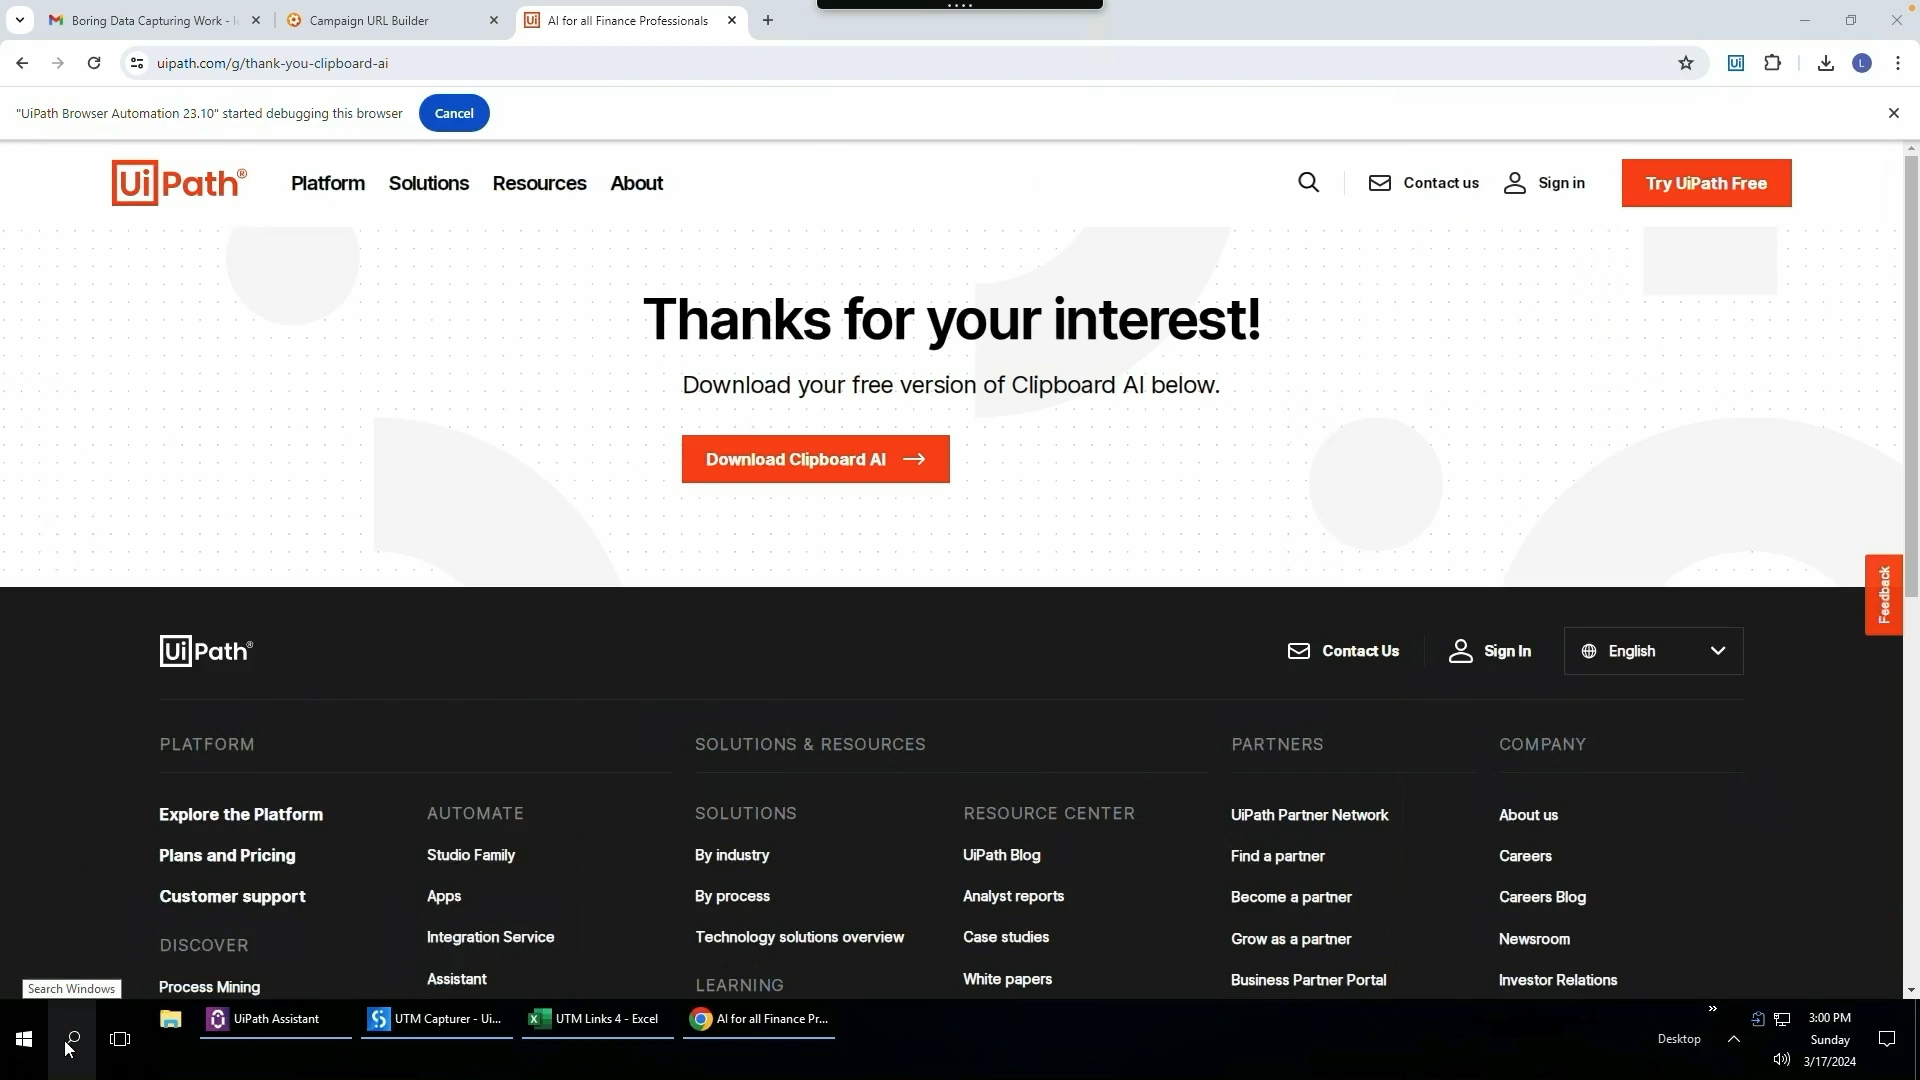 Boring Data Capturing Work -
Campaign URL Builder
Ui
AI for all Finance Professionals
uipath.com/g/thank-you-clipboard-ai
Ui
L
"UiPath Browser Automation 23.10" started debugging this browser
Cancel
UiPath®
Platform
Solutions
Resources
About
Contact us
Sign in
Try UiPath Free
Thanks for your interest!
Download your free version of Clipboard AI below.
Download Clipboard AI
Feedback
UiPath®
Contact Us
Sign In
English
PLATFORM
SOLUTIONS & RESOURCES
PARTNERS
COMPANY
Explore the Platform
AUTOMATE
SOLUTIONS
RESOURCE CENTER
UiPath Partner Network
About us
Plans and Pricing
Studio Family
By industry
UiPath Blog
Find a partner
Careers
Customer support
Apps
By process
Analyst reports
Become a partner
Careers Blog
DISCOVER
Integration Service
Technology solutions overview
Case studies
Grow as a partner
Newsroom
Process Mining
Assistant
LEARNING
White papers
Business Partner Portal
Investor Relations
Search Windows
UiPath Assistant
UTM Capturer - Ui...
UTM Links 4 - Excel
AI for all Finance Pr...
Desktop
3:00 PM
Sunday
3/17/2024